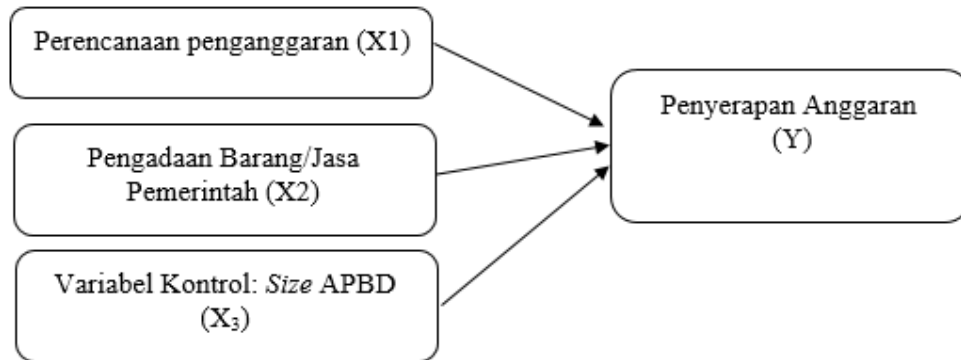 Perencanaan penganggaran (X1)
Pengadaan Barang/Jasa
Pemerintah (X2)
Variabel Kontrol: Size APBD
(X₃)
Penyerapan Anggaran
(Y)